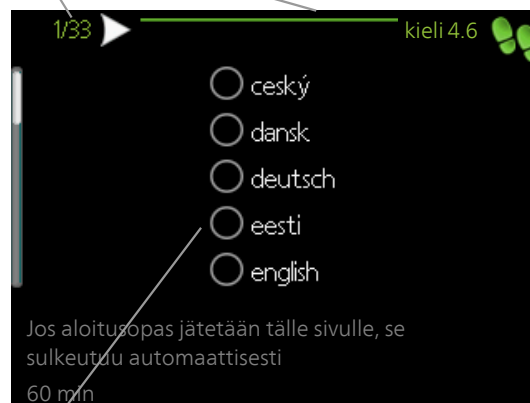 1/33
kieli 4.6
ceský
dansk
deutsch
eesti
english
Jos aloitusopas jätetään tälle sivulle, se
sulkeutuu automaattisesti
60 min